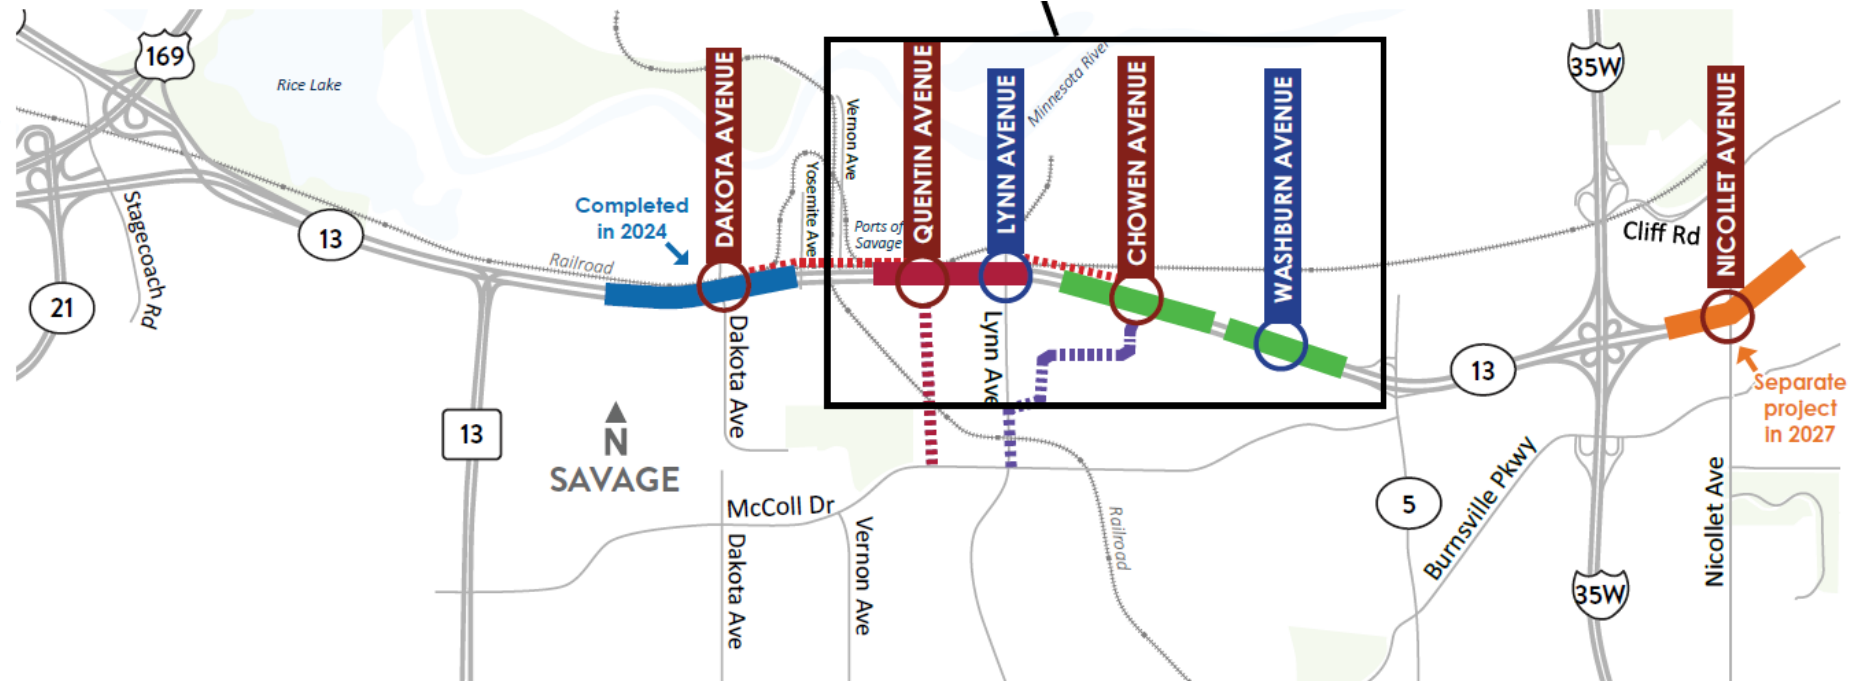 169
Rice Lake
Stagecoach Rd
21
13
13
Railroad
Completed
in 2024
DAKOTA AVENUE
Vernon Ave
Yosemite Ave
Ports of
Savage
QUENTIN AVENUE
LYNN AVENUE
Minnesota River
CHOWEN AVENUE
WASHBURN AVENUE
35W
Cliff Rd
NICOLLET AVENUE
Dakota Ave
Lynn Ave
13
Separate
project
in 2027
N
SAVAGE
McColl Dr
Dakota Ave
Vernon Ave
Railroad
5
Burnsville Pkwy
35W
Nicollet Ave